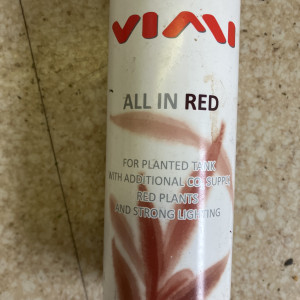 VIMI
ALL IN RED
FOR PLANTED TANK
WITH ADDITIONAL CO₂ SUPPLY
RED PLANTS
AND STRONG LIGHTING